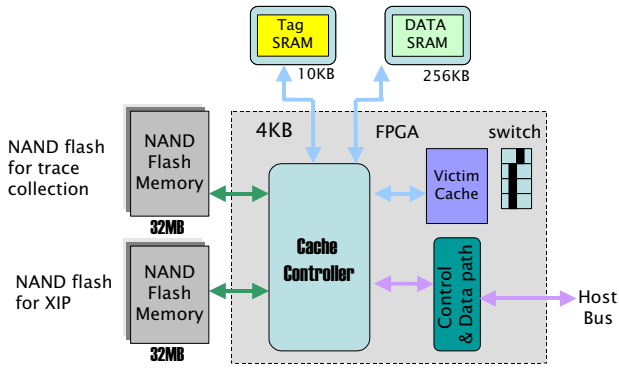 Tag
SRAM
10KB
DATA
SRAM
256KB
4KB
FPGA
switch
NAND flash
for trace
collection
NAND
Flash
Memory
32MB
Victim
Cache
Cache
Controller
NAND flash
for XIP
NAND
Flash
Memory
32MB
Control
& Data path
Host
Bus